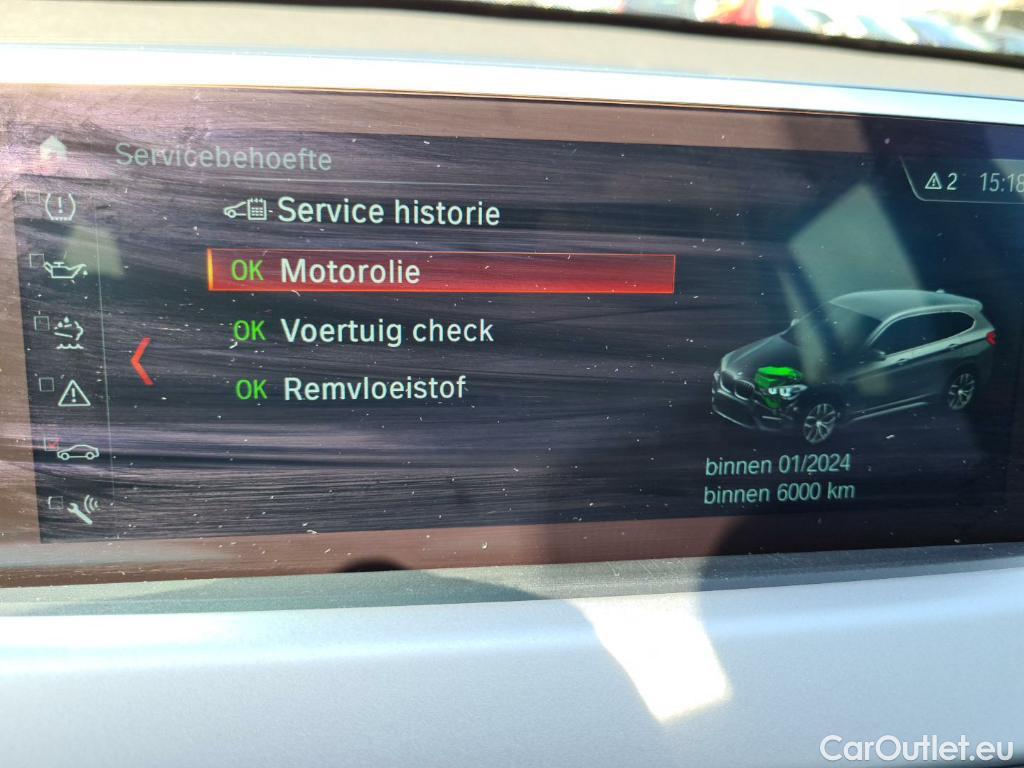 Servicebehoefte
2 15:18
Service historie
OK Motorolie
OK Voertuig check
OK Remvloeistof
binnen 01/2024
binnen 6000 km
CarOutlet.eu